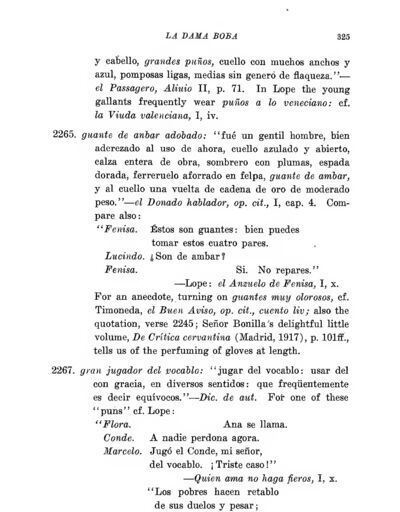 LA DAMA BOBA 325
y cabello, grandes puños, cuello con muchos anchos y
azul, pomposas ligas, medias sin generó de flaqueza."—
el Passagero, Aliuio II, p. 71. In Lope the young
gallants frequently wear puños a lo veneciano: cf.
la Viuda valenciana, I, iv.
2265. guante de anbar adobado: "fué un gentil hombre, bien
aderezado al uso de ahora, cuello azulado y abierto,
calza entera de obra, sombrero con plumas, espada
dorada, ferreruelo aforrado en felpa, guante de ambar,
y al cuello una vuelta de cadena de oro de moderado
peso."—el Donado hablador, op. cit., I, cap. 4. Com-
pare also:
"Fenisa. Éstos son guantes: bien puedes
tomar estos cuatro pares.
Lucindo. ¿Son de ambar?
Fenisa. Si. No repares."
—Lope: el Anzuelo de Fenisa, I, x.
For an anecdote, turning on guantes muy olorosos, cf.
Timoneda, el Buen Aviso, op. cit., cuento liv; also the
quotation, verse 2245; Señor Bonilla's delightful little
volume, De Crítica cervantina (Madrid, 1917), p. 101ff.,
tells us of the perfuming of gloves at length.
2267. gran jugador del vocablo: "jugar del vocablo: usar del
con gracia, en diversos sentidos: que freqüentemente
es decir equívocos."—Dic. de aut. For one of these
"puns" cf. Lope:
"Flora. Ana se llama.
Conde. A nadie perdona agora.
Marcelo. Jugó el Conde, mi señor,
del vocablo. ¡Triste caso!"
—Quien ama no haga fieros, I, x.
"Los pobres hacen retablo
de sus duelos y pesar;